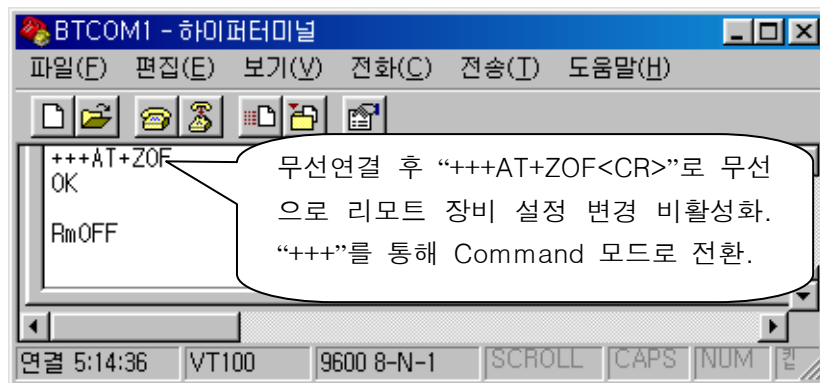 BTCOM1 - 하이퍼터미널
파일(F) 편집(E) 보기(V) 전화(C) 전송(T) 도움말(H)
+++AT+ZOF
OK
RmOFF
무선연결 후 “+++AT+ZOF<CR>”로 무선
으로 리모트 장비 설정 변경 비활성화.
“+++”를 통해 Command 모드로 전환.
연결 5:14:36 VT100 9600 8-N-1 SCROLL CAPS NUM